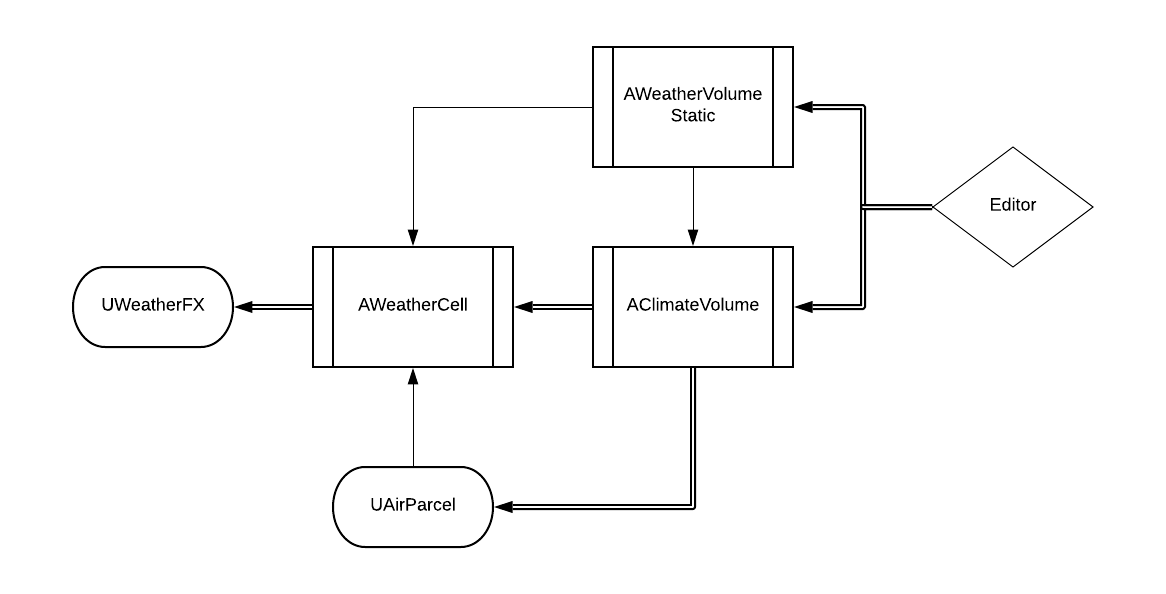 AWeatherVolume
Static
Editor
UWeatherFX
AWeatherCell
AClimateVolume
UAirParcel